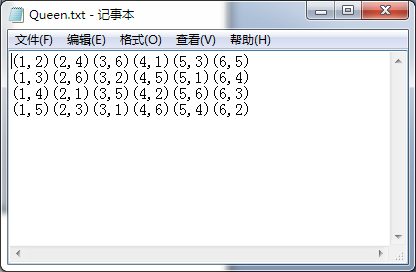 Queen.txt - 记事本
文件(F) 编辑(E) 格式(O) 查看(V) 帮助(H)
(1,2)(2,4)(3,6)(4,1)(5,3)(6,5)
(1,3)(2,6)(3,2)(4,5)(5,1)(6,4)
(1,4)(2,1)(3,5)(4,2)(5,6)(6,3)
(1,5)(2,3)(3,1)(4,6)(5,4)(6,2)